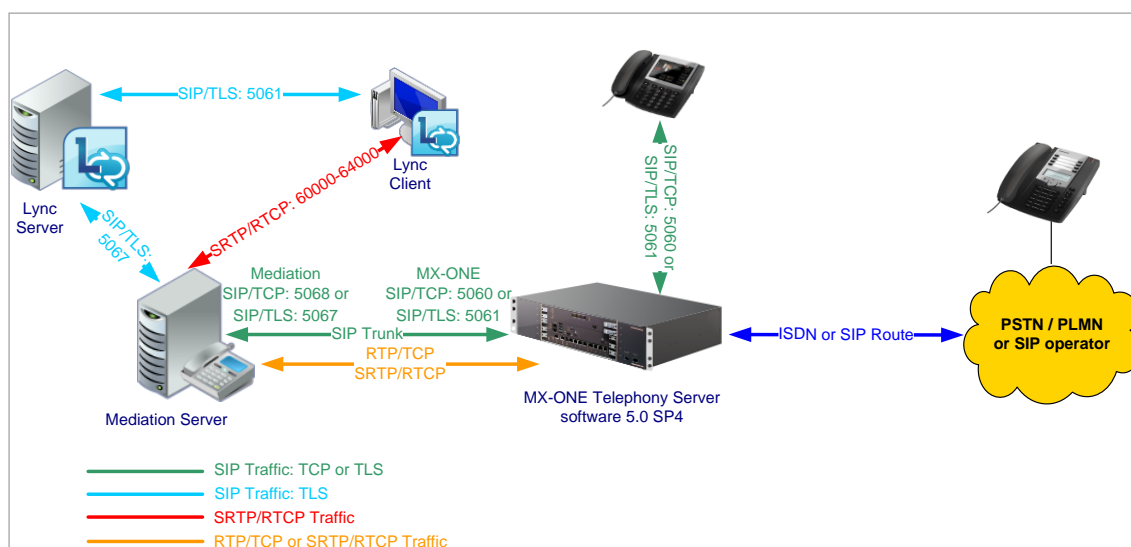 SIP/TLS: 5061
Lync
Client
Lync
Server
SRTP/RTCP: 60000-64000
SIP/TLS:
5067
SIP/TCP: 5060 or
SIP/TLS: 5061
Mediation
SIP/TCP: 5068 or
SIP/TLS: 5067
MX-ONE
SIP/TCP: 5060 or
SIP/TLS: 5061
SIP Trunk
RTP/TCP
SRTP/RTCP
ISDN or SIP Route
PSTN / PLMN
or SIP operator
Mediation Server
MX-ONE Telephony Server
software 5.0 SP4
SIP Traffic: TCP or TLS
SIP Traffic: TLS
SRTP/RTCP Traffic
RTP/TCP or SRTP/RTCP Traffic